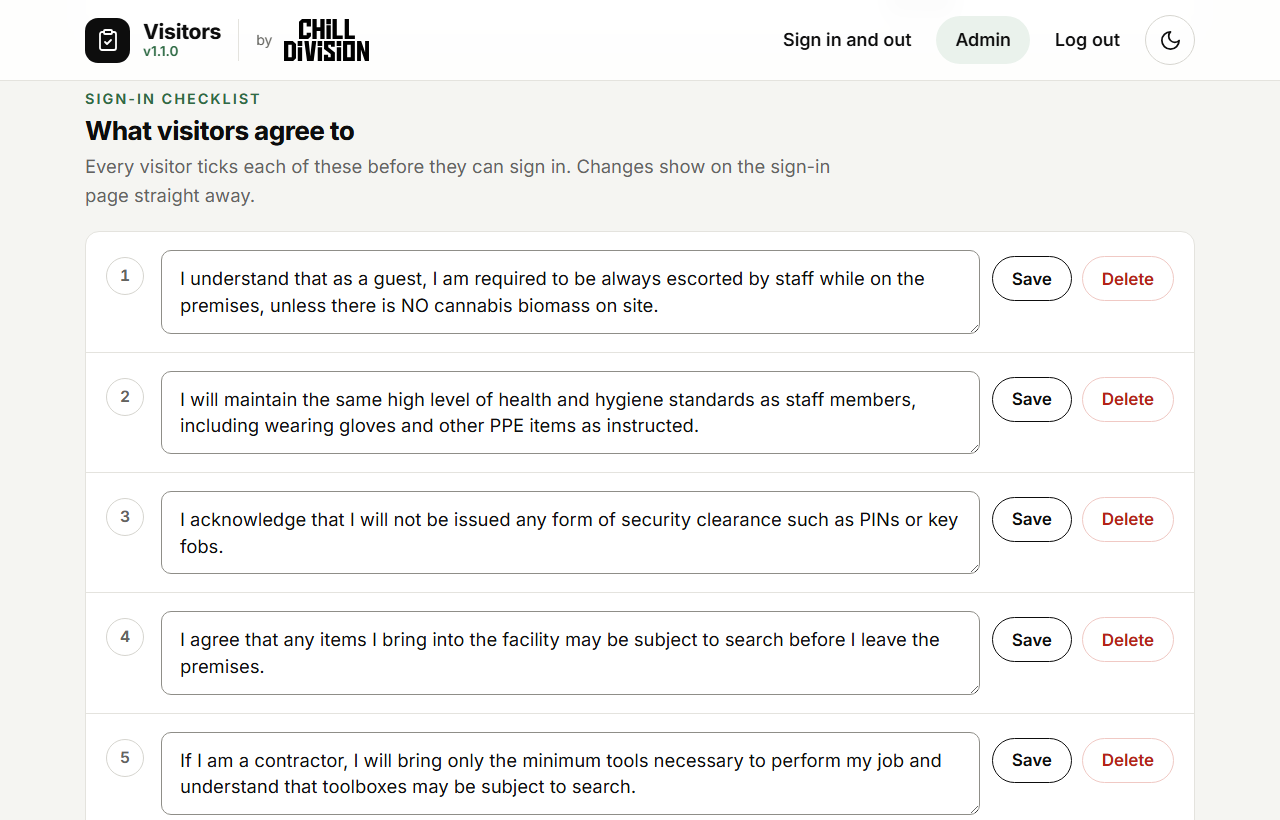 Visitors
v1.1.0
by
CHiLL
DiViSiON
Sign in and out
Admin
Log out
SIGN-IN CHECKLIST
What visitors agree to
Every visitor ticks each of these before they can sign in. Changes show on the sign-in
page straight away.
1
I understand that as a guest, I am required to be always escorted by staff while on the
premises, unless there is NO cannabis biomass on site.
Save
Delete
2
I will maintain the same high level of health and hygiene standards as staff members,
including wearing gloves and other PPE items as instructed.
Save
Delete
3
I acknowledge that I will not be issued any form of security clearance such as PINs or key
fobs.
Save
Delete
4
I agree that any items I bring into the facility may be subject to search before I leave the
premises.
Save
Delete
5
If I am a contractor, I will bring only the minimum tools necessary to perform my job and
understand that toolboxes may be subject to search.
Save
Delete